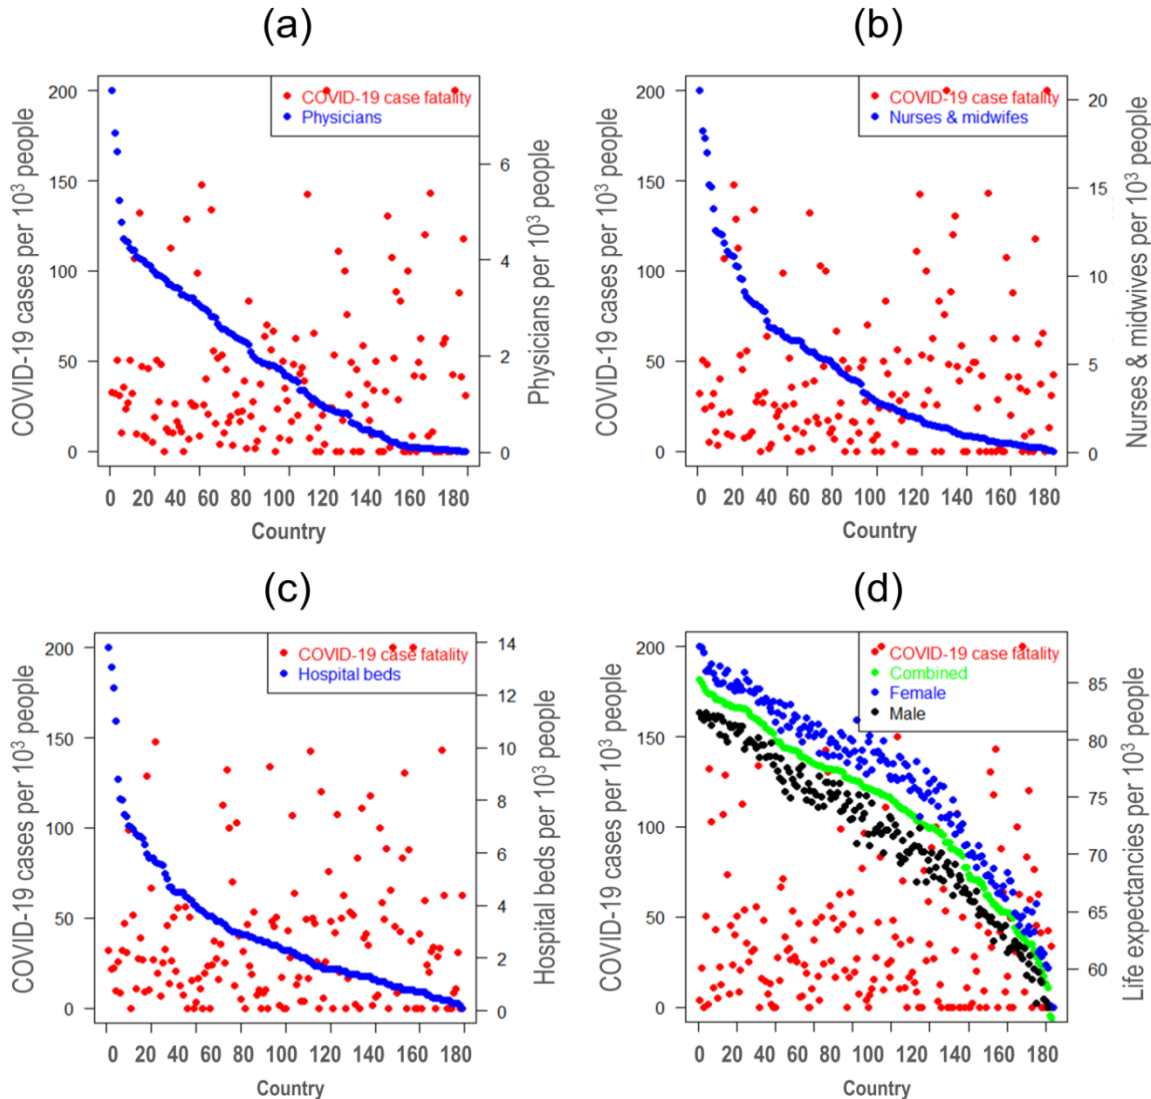 (a)
COVID-19 cases per 10³ people
200
150
100
50
0
COVID-19 case fatality
Physicians
6
4
2
0
Physicians per 10³ people
0 20 40 60 80 100 120 140 160 180
Country
(b)
COVID-19 cases per 10³ people
200
150
100
50
0
COVID-19 case fatality
Nurses & midwifes
20
15
10
5
0
Nurses & midwives per 10³ people
0 20 40 60 80 100 120 140 160 180
Country
(c)
COVID-19 cases per 10³ people
200
150
100
50
0
COVID-19 case fatality
Hospital beds
14
12
10
8
6
4
2
0
Hospital beds per 10³ people
0 20 40 60 80 100 120 140 160 180
Country
(d)
COVID-19 cases per 10³ people
200
150
100
50
0
COVID-19 case fatality
Combined
Female
Male
85
80
75
70
65
60
Life expectancies per 10³ people
0 20 40 60 80 100 120 140 160 180
Country